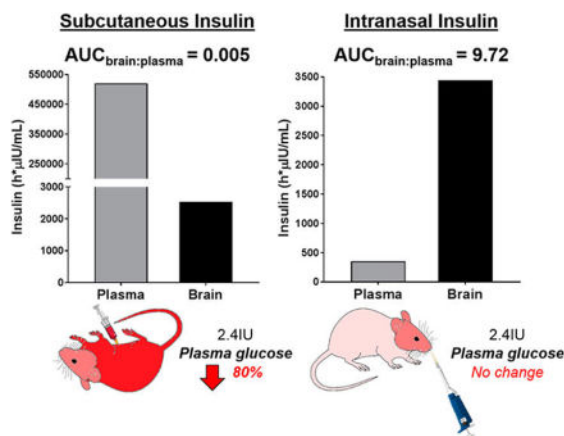 Subcutaneous Insulin
AUCbrain:plasma = 0.005
Insulin (h*µIU/mL)
550000
450000
350000
250000
150000
50000
3000
2000
1000
0
Plasma
Brain
2.4IU
Plasma glucose
80%
Intranasal Insulin
AUCbrain:plasma = 9.72
Insulin (h*µIU/mL)
3500
3000
2500
2000
1500
1000
500
0
Plasma
Brain
2.4IU
Plasma glucose
No change